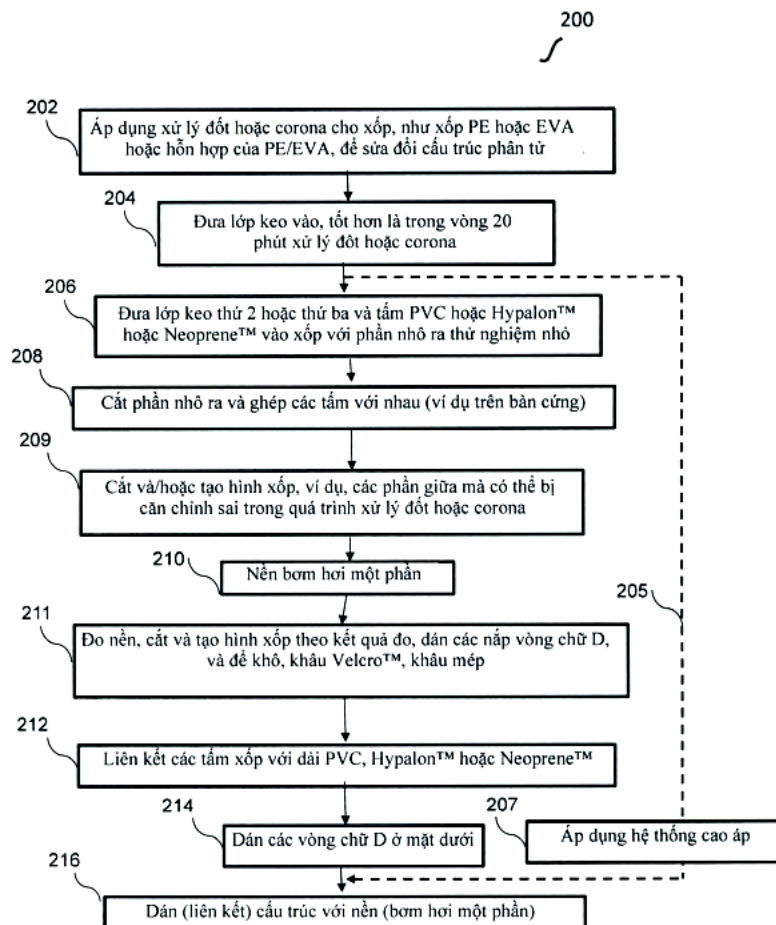 200
202
Áp dụng xử lý đốt hoặc corona cho xốp, như xốp PE hoặc EVA
hoặc hỗn hợp của PE/EVA, để sửa đổi cấu trúc phân tử
204
Đưa lớp keo vào, tốt hơn là trong vòng 20
phút xử lý đốt hoặc corona
206
Đưa lớp keo thứ 2 hoặc thứ ba và tấm PVC hoặc Hypalon™
hoặc Neoprene™ vào xốp với phần nhô ra thử nghiệm nhỏ
208
Cắt phần nhô ra và ghép các tấm với nhau (ví dụ trên bàn cứng)
209
Cắt và/hoặc tạo hình xốp, ví dụ, các phần giữa mà có thể bị
căn chỉnh sai trong quá trình xử lý đốt hoặc corona
210
Nền bơm hơi một phần
205
211
Đo nền, cắt và tạo hình xốp theo kết quả đo, dán các nắp vòng chữ D,
và để khô, khâu Velcro™, khâu mép
212
Liên kết các tấm xốp với dải PVC, Hypalon™ hoặc Neoprene™
214
Dán các vòng chữ D ở mặt dưới
207
Áp dụng hệ thống cao áp
216
Dán (liên kết) cấu trúc với nền (bơm hơi một phần)